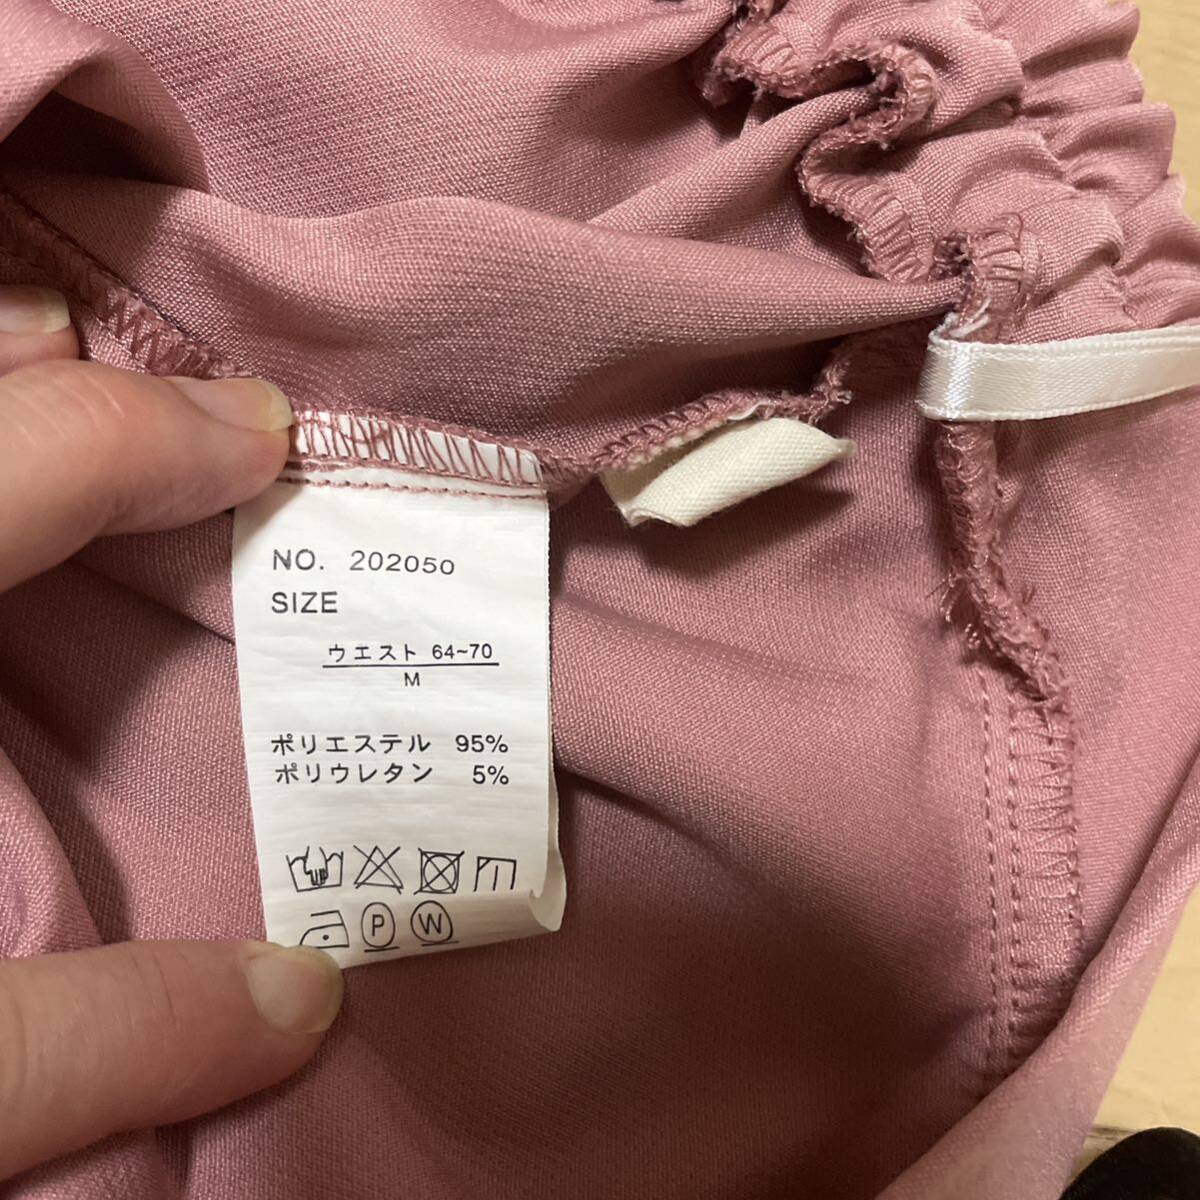 NO. 202050
SIZE
ウエスト 64~70
M
ポリエステル 95%
ポリウレタン 5%
P W